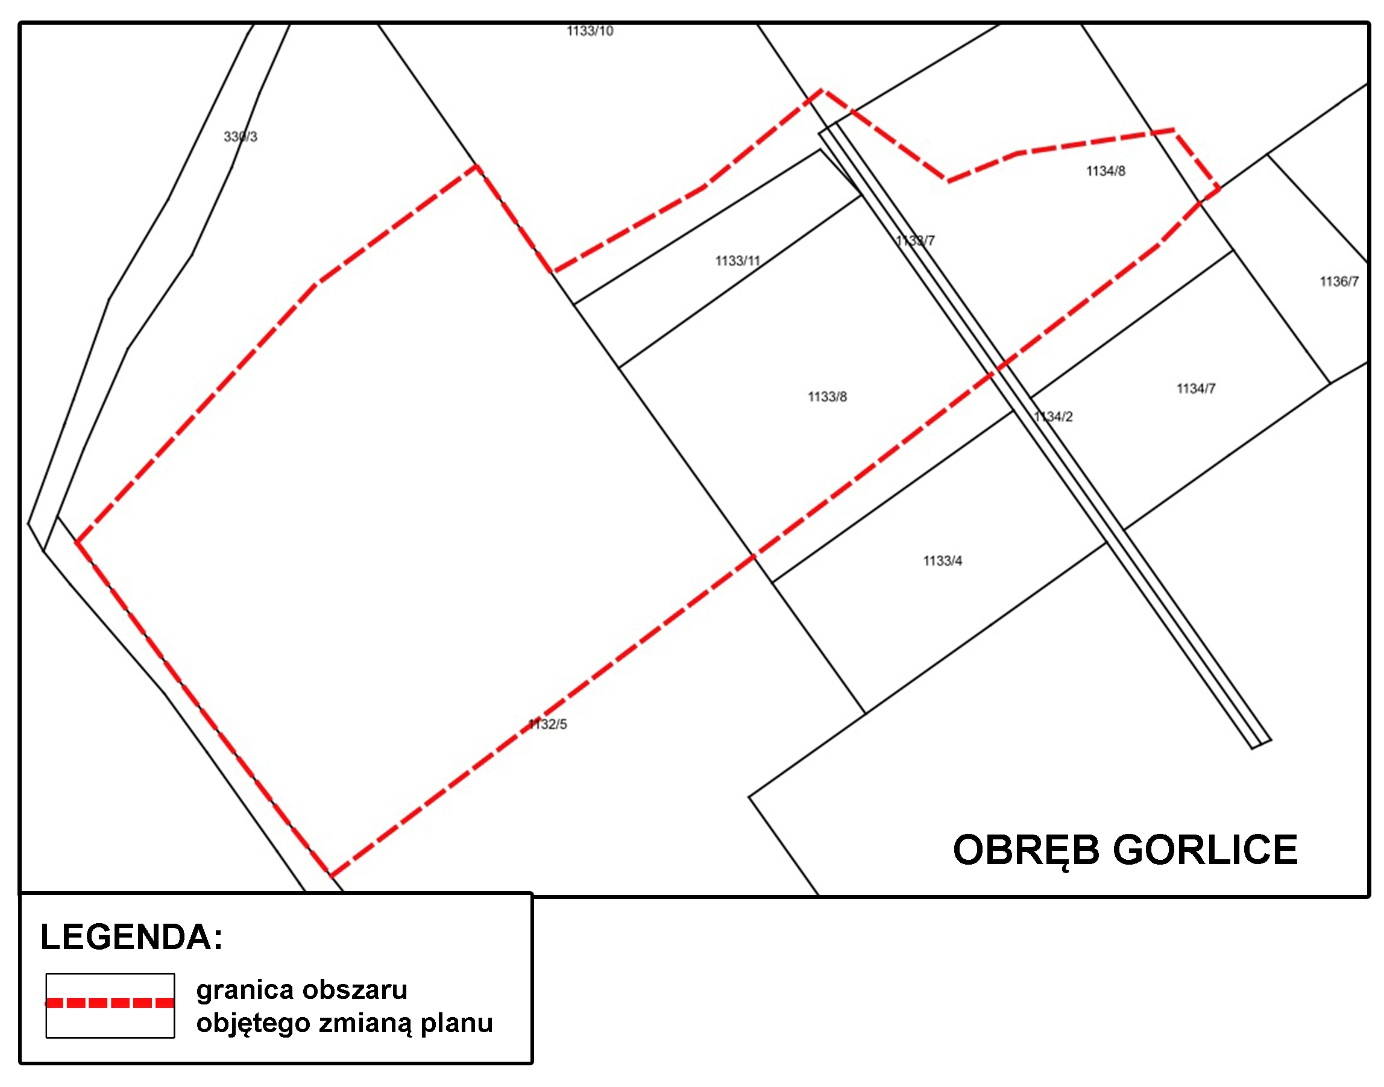 1133/10
330/3
1134/8
1133/7
1133/11
1136/7
1134/7
1133/8
1134/2
1133/4
1132/5
OBRĘB GORLICE
LEGENDA:
granica obszaru
objętego zmianą planu